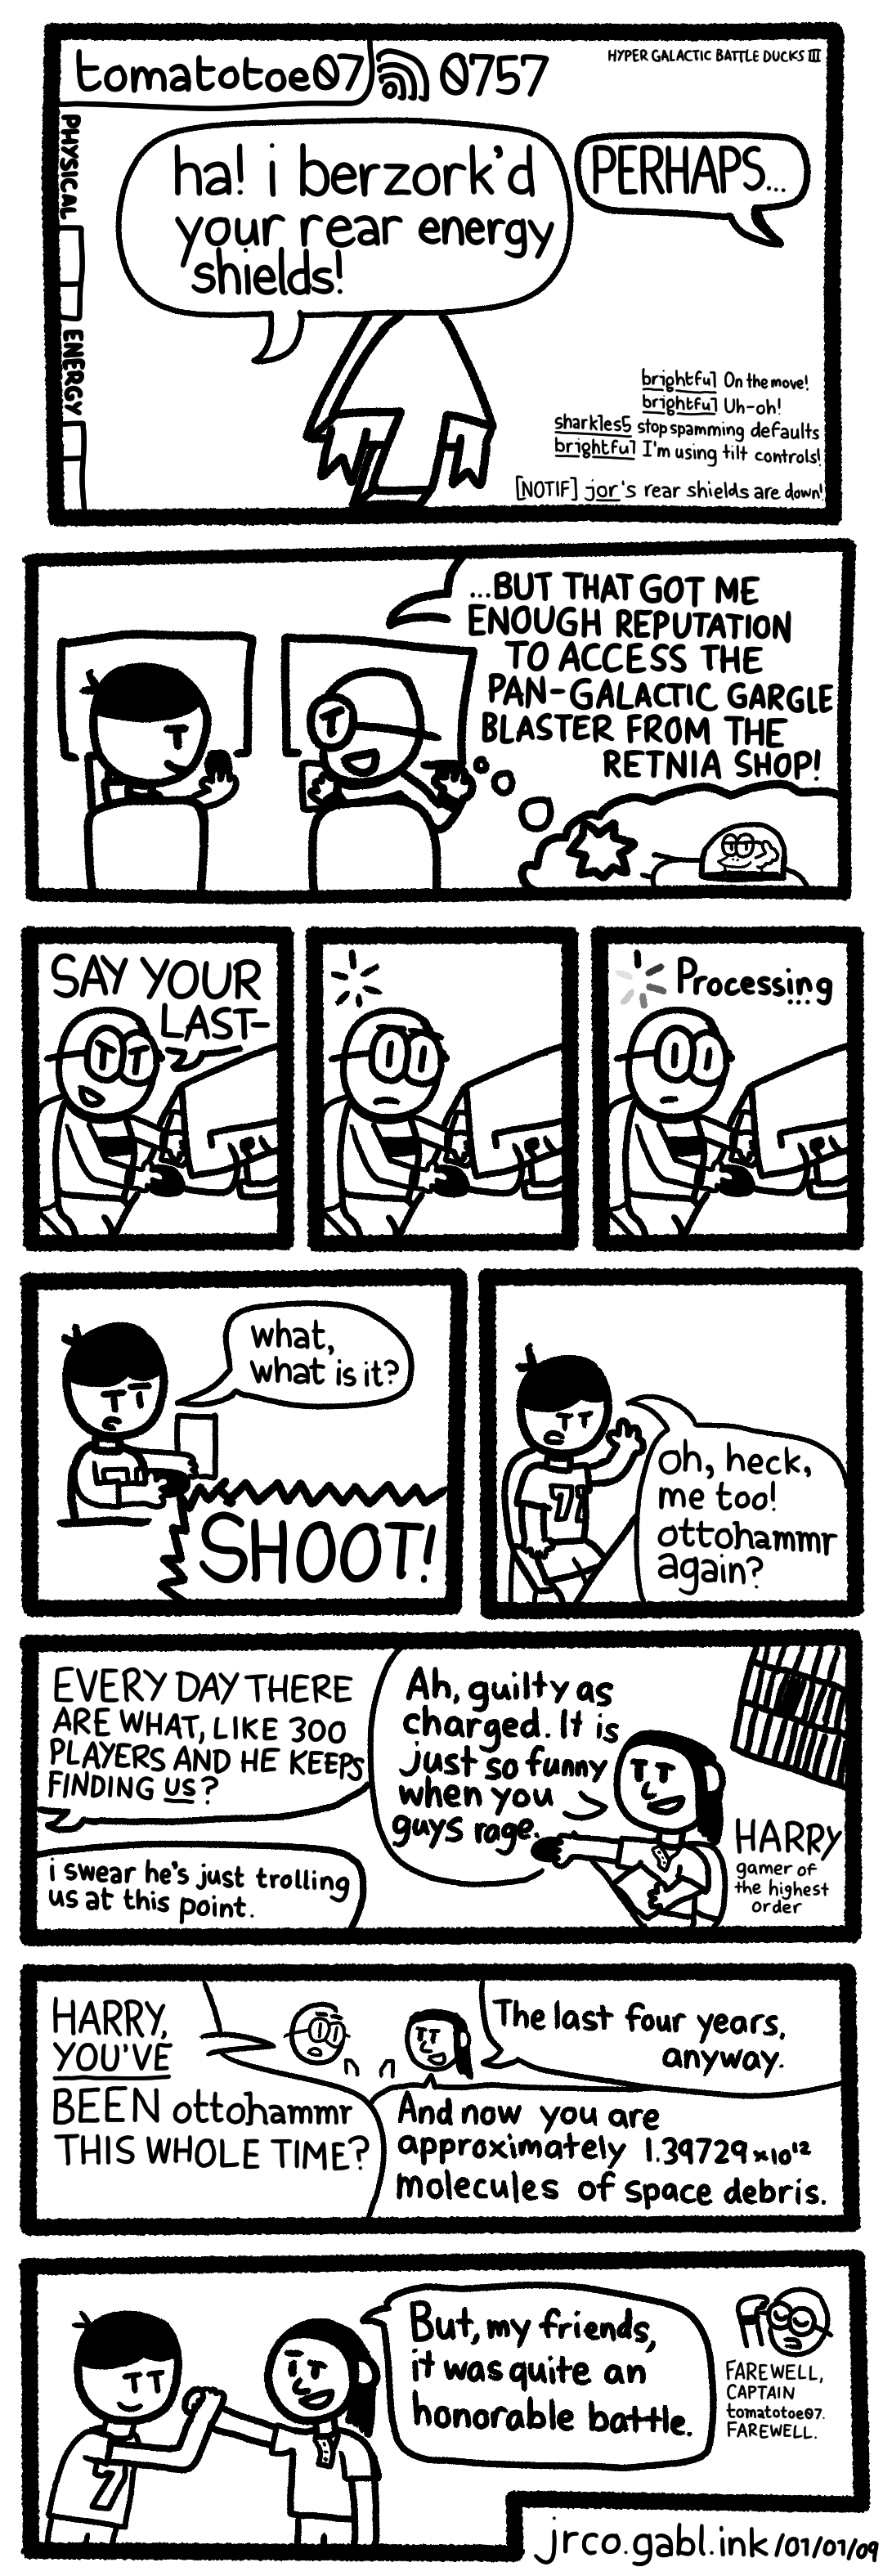 tomatotoe07 0757
HYPER GALACTIC BATTLE DUCKS III
PHYSICAL
ENERGY
ha! i berzork'd
your rear energy
shields!
PERHAPS...
brightful On the move!
brightful Uh-oh!
sharkles5 stop spamming defaults
brightful I'm using tilt controls!
[NOTIF] jor's rear shields are down!
...BUT THAT GOT ME
ENOUGH REPUTATION
TO ACCESS THE
PAN-GALACTIC GARGLE
BLASTER FROM THE
RETNIA SHOP!
SAY YOUR
LAST-
Processing...
what,
what is it?
SHOOT!
77
oh, heck,
me too!
ottohammr
again?
EVERY DAY THERE
ARE WHAT, LIKE 300
PLAYERS AND HE KEEPS
FINDING US?
i swear he's just trolling
us at this point.
Ah, guilty as
charged. It is
just so funny
when you
guys rage.
HARRY
gamer of
the highest
order
HARRY,
YOU'VE
BEEN ottohammr
THIS WHOLE TIME?
The last four years,
anyway.
And now you are
approximately 1.39729×10¹²
molecules of space debris.
7
But, my friends,
it was quite an
honorable battle.
FAREWELL,
CAPTAIN
tomatotoe07.
FAREWELL.
jrco.gabl.ink/01/01/09